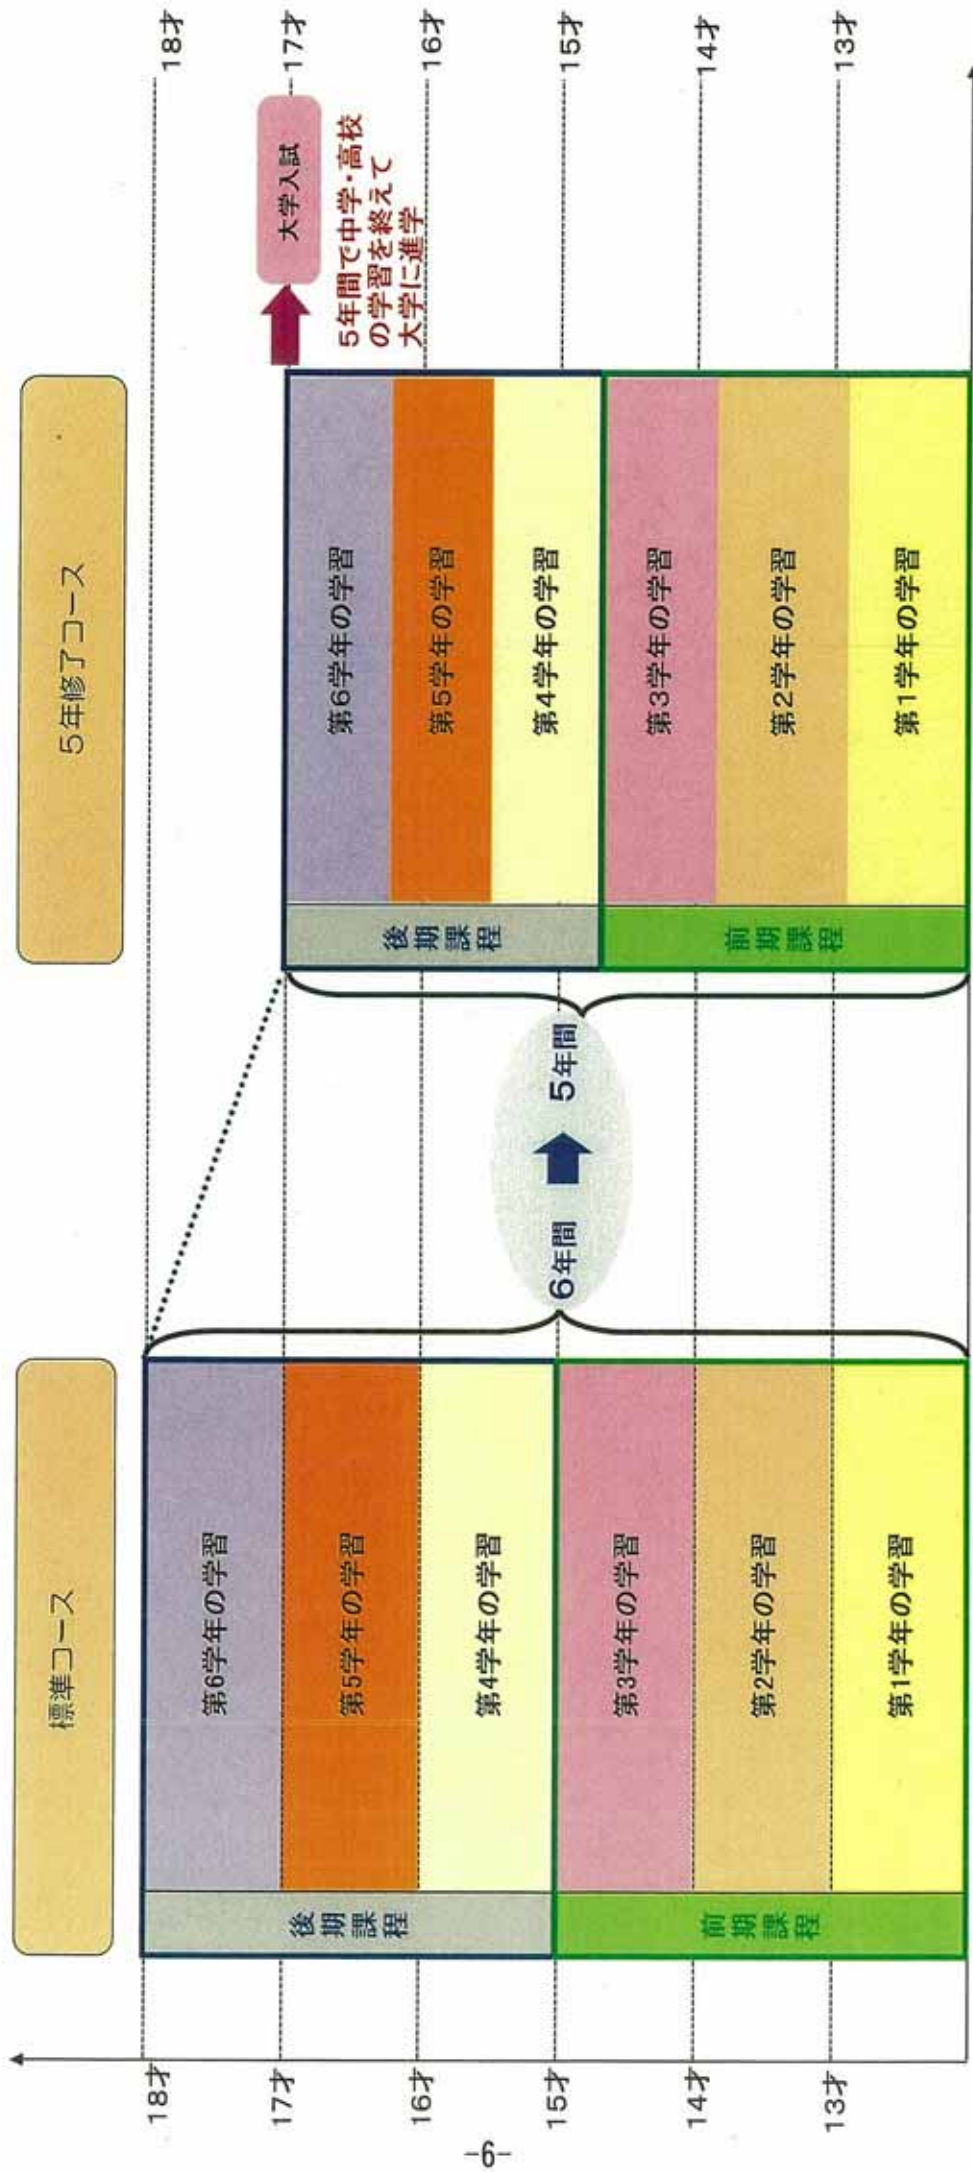 標準コース
5年修了コース
18才
17才
16才
15才
14才
13才
後期課程
前期課程
第6学年の学習
第5学年の学習
第4学年の学習
第3学年の学習
第2学年の学習
第1学年の学習
6年間
5年間
後期課程
前期課程
第6学年の学習
第5学年の学習
第4学年の学習
第3学年の学習
第2学年の学習
第1学年の学習
大学入試
5年間で中学・高校
の学習を終えて
大学に進学
18才
17才
16才
15才
14才
13才
-9-